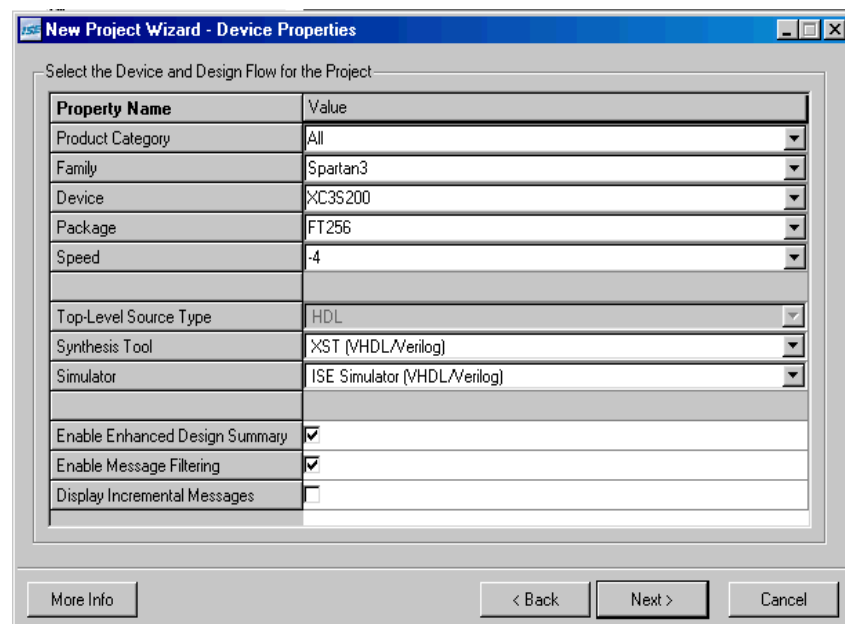 ISE New Project Wizard - Device Properties
Select the Device and Design Flow for the Project
Property Name Value
Product Category All
Family Spartan3
Device XC3S200
Package FT256
Speed -4
Top-Level Source Type HDL
Synthesis Tool XST (VHDL/Verilog)
Simulator ISE Simulator (VHDL/Verilog)
Enable Enhanced Design Summary
Enable Message Filtering
Display Incremental Messages
More Info < Back Next > Cancel